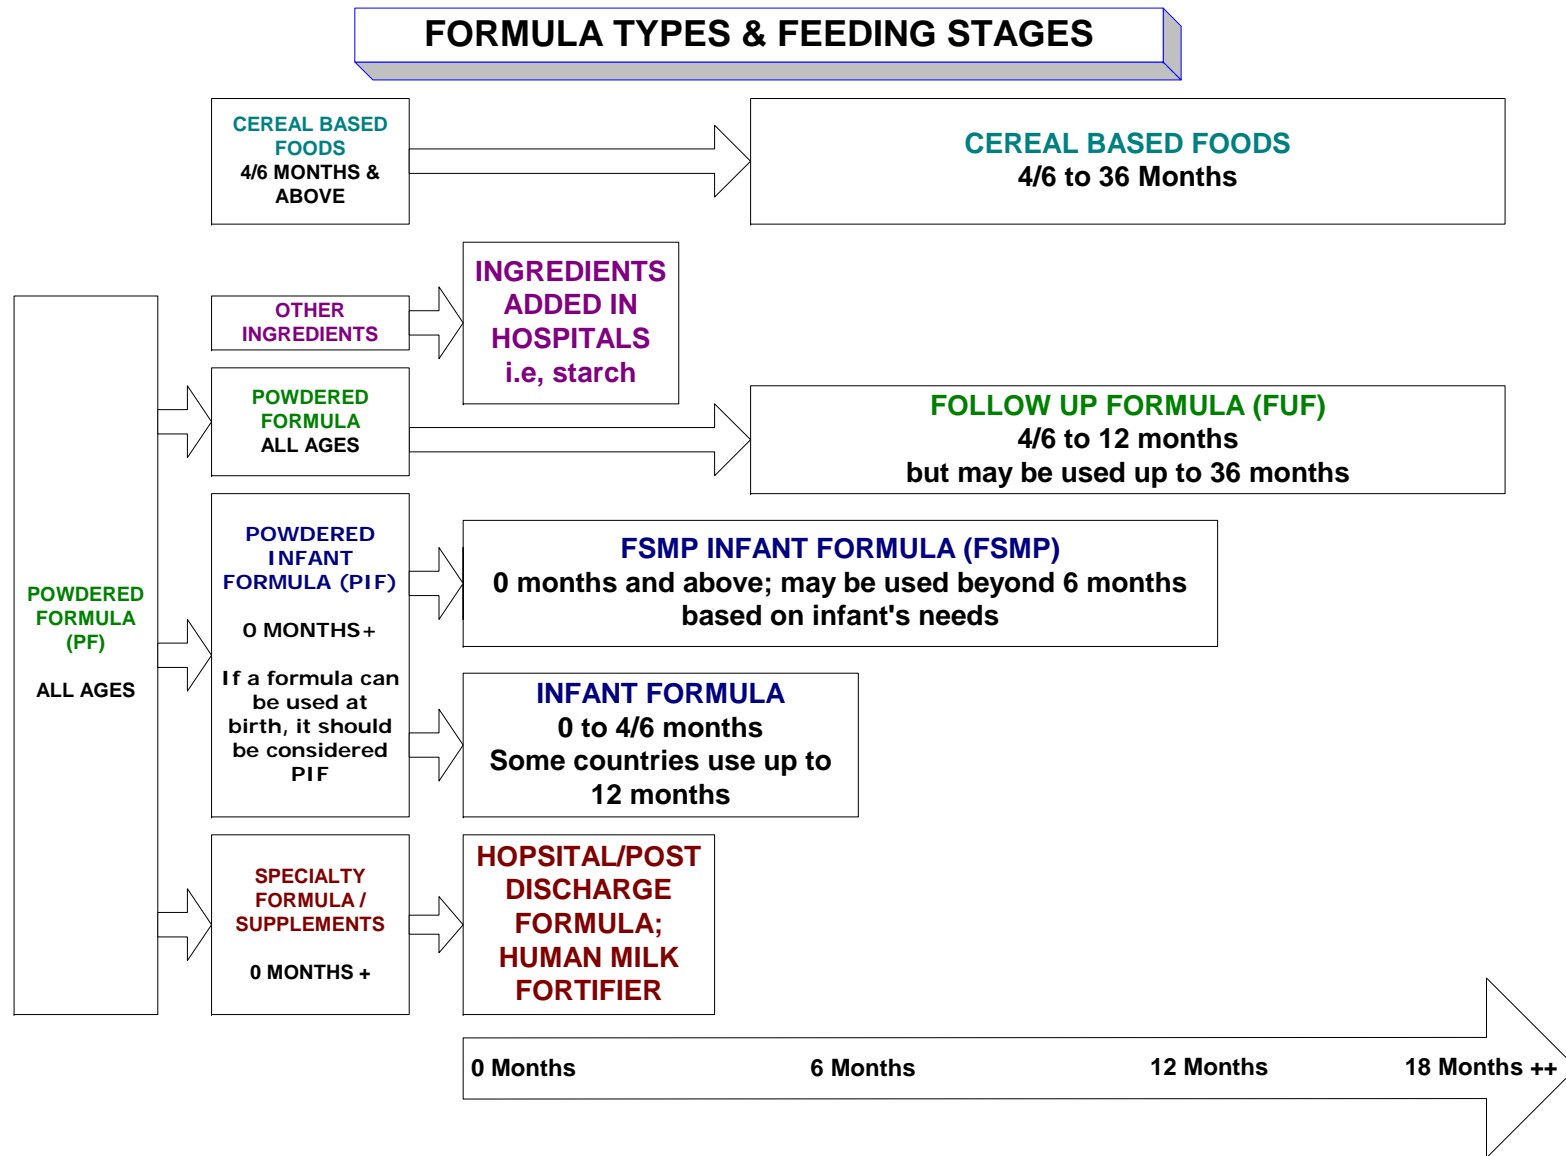 FORMULA TYPES & FEEDING STAGES
CEREAL BASED
FOODS
4/6 MONTHS &
ABOVE
CEREAL BASED FOODS
4/6 to 36 Months
OTHER
INGREDIENTS
INGREDIENTS
ADDED IN
HOSPITALS
i.e, starch
POWDERED
FORMULA
ALL AGES
FOLLOW UP FORMULA (FUF)
4/6 to 12 months
but may be used up to 36 months
POWDERED
FORMULA
(PF)
ALL AGES
POWDERED
INFANT
FORMULA (PIF)
0 MONTHS+
If a formula can
be used at
birth, it should
be considered
PIF
FSMP INFANT FORMULA (FSMP)
0 months and above; may be used beyond 6 months
based on infant's needs
INFANT FORMULA
0 to 4/6 months
Some countries use up to
12 months
SPECIALTY
FORMULA /
SUPPLEMENTS
0 MONTHS +
HOPSITAL/POST
DISCHARGE
FORMULA;
HUMAN MILK
FORTIFIER
0 Months
6 Months
12 Months
18 Months ++